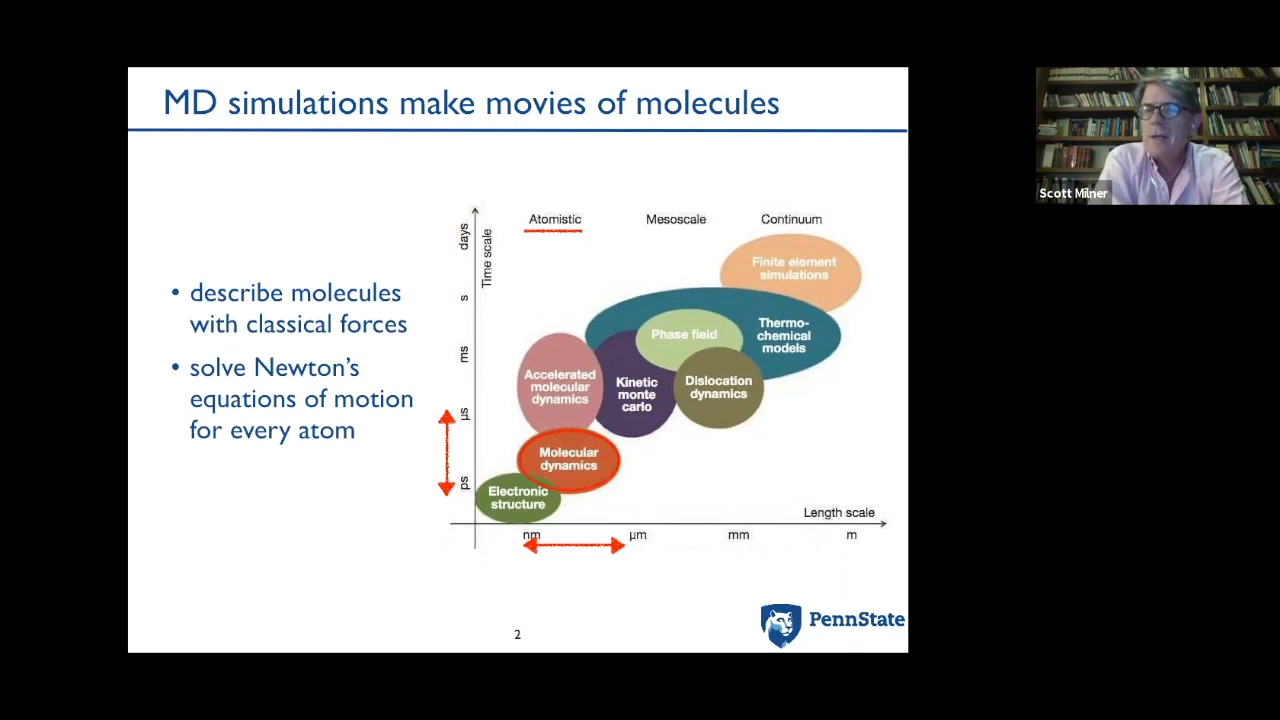 MD simulations make movies of molecules
Scott Milner
• describe molecules
with classical forces
• solve Newton's
equations of motion
for every atom
Atomistic
Mesoscale
Continuum
Time scale
days
s
ms
µs
ps
Finite element
simulations
Phase field
Thermo-
chemical
models
Accelerated
molecular
dynamics
Kinetic
monte
carlo
Dislocation
dynamics
Molecular
dynamics
Electronic
structure
Length scale
nm
µm
mm
m
2
PennState